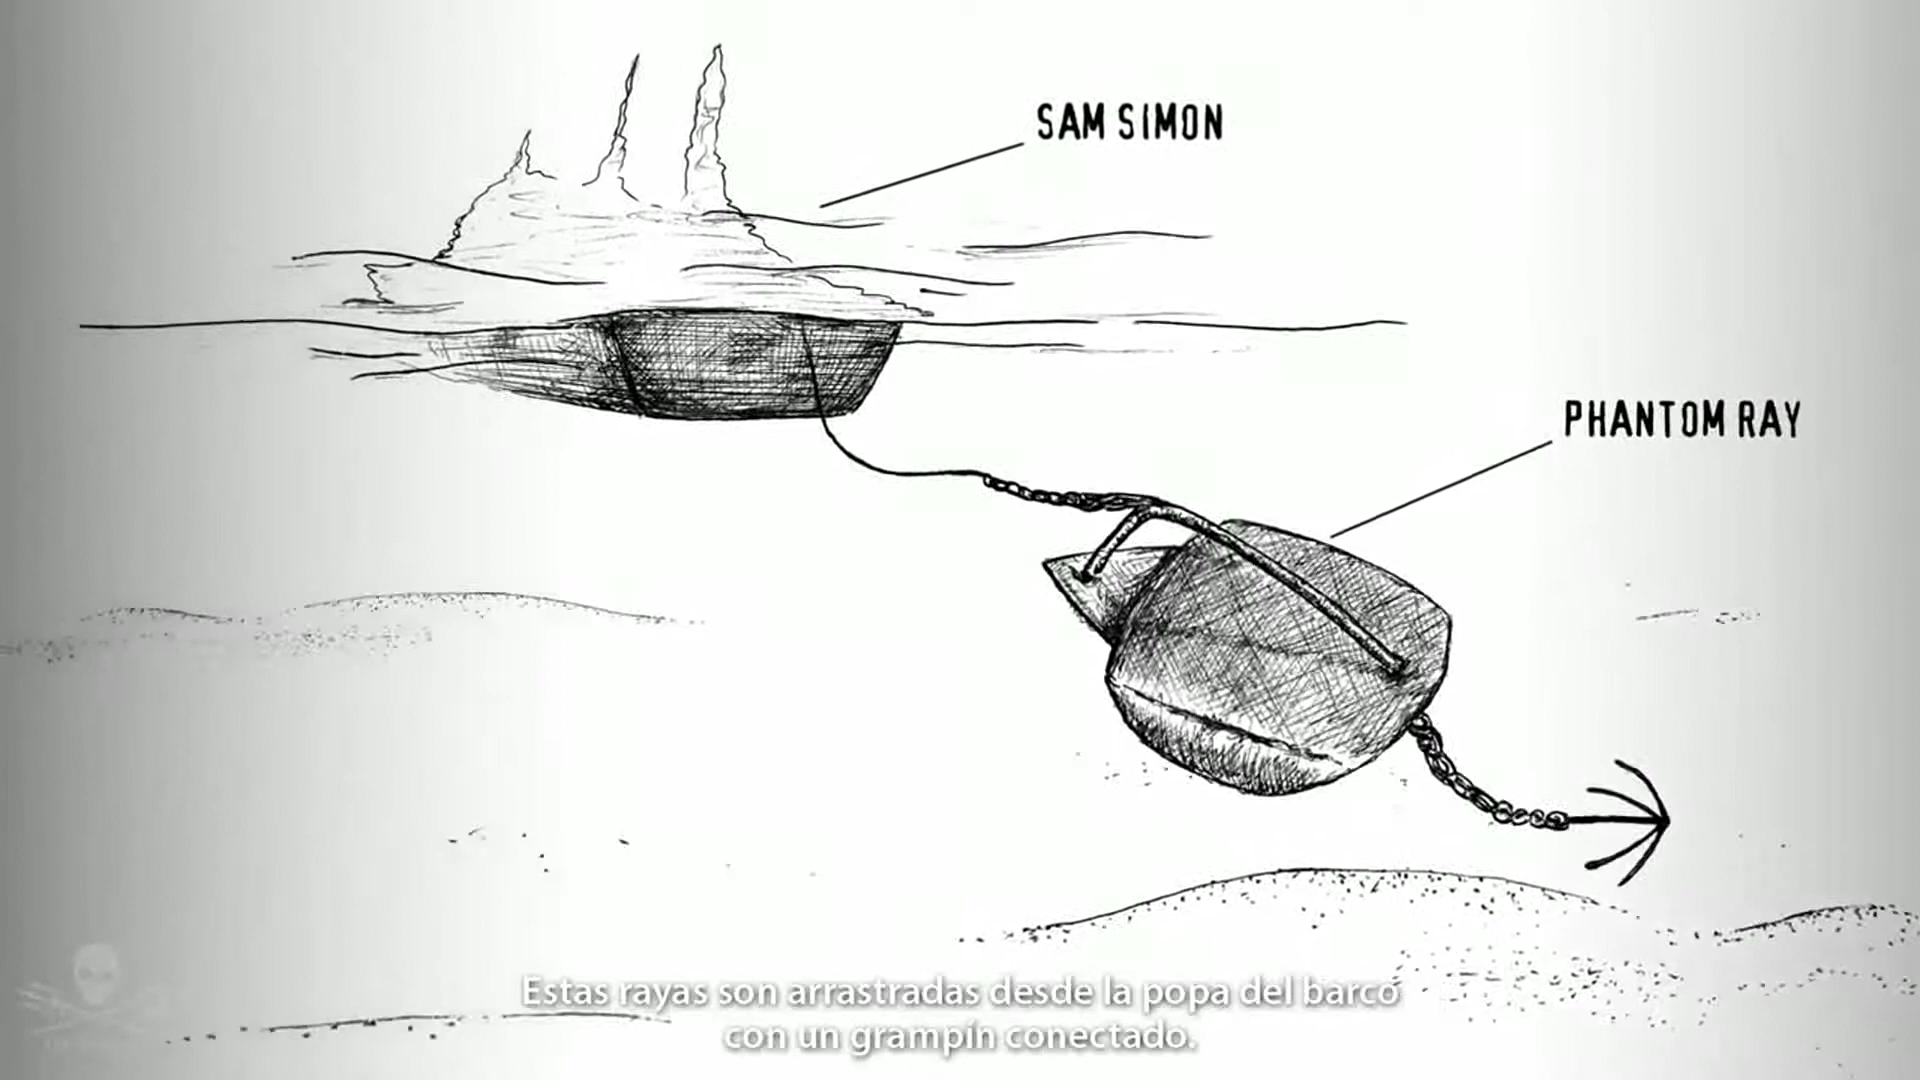 SAM SIMON
PHANTOM RAY
Estas rayas son arrastradas desde la popa del barco
con un grampín conectado.